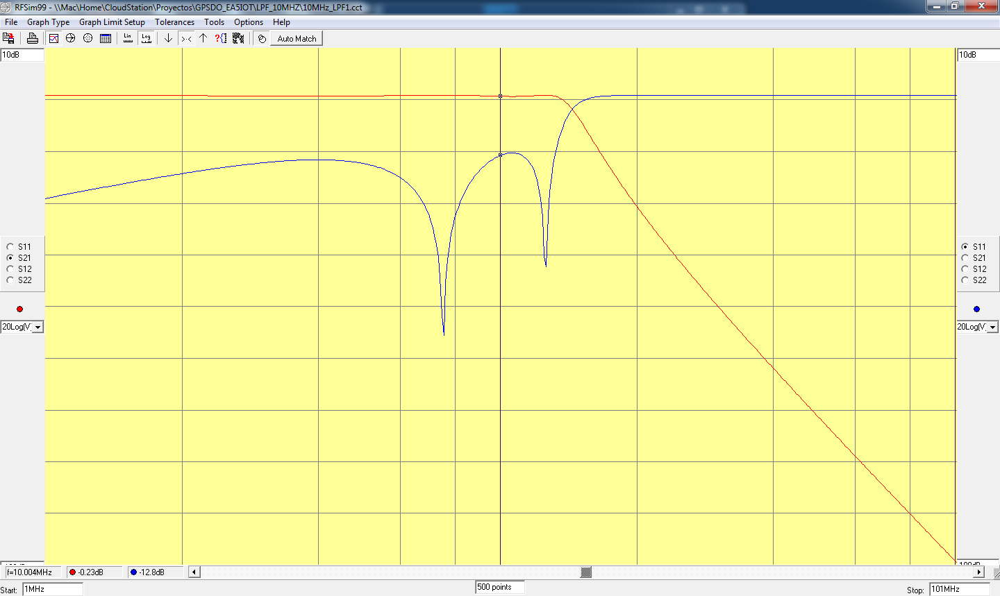 RFSim99 - \\Mac\Home\CloudStation\Proyectos\GPSDO_EA5IOT\LPF_10MHZ\10MHz_LPF1.cct
File Graph Type Graph Limit Setup Tolerances Tools Options Help
Lin Log ?{} Auto Match
10dB 10dB
S11 S11
S21 S21
S12 S12
S22 S22
20Log(V) 20Log(V)
f=10.004MHz -0.23dB -12.8dB
Start: 1MHz 500 points Stop: 101MHz